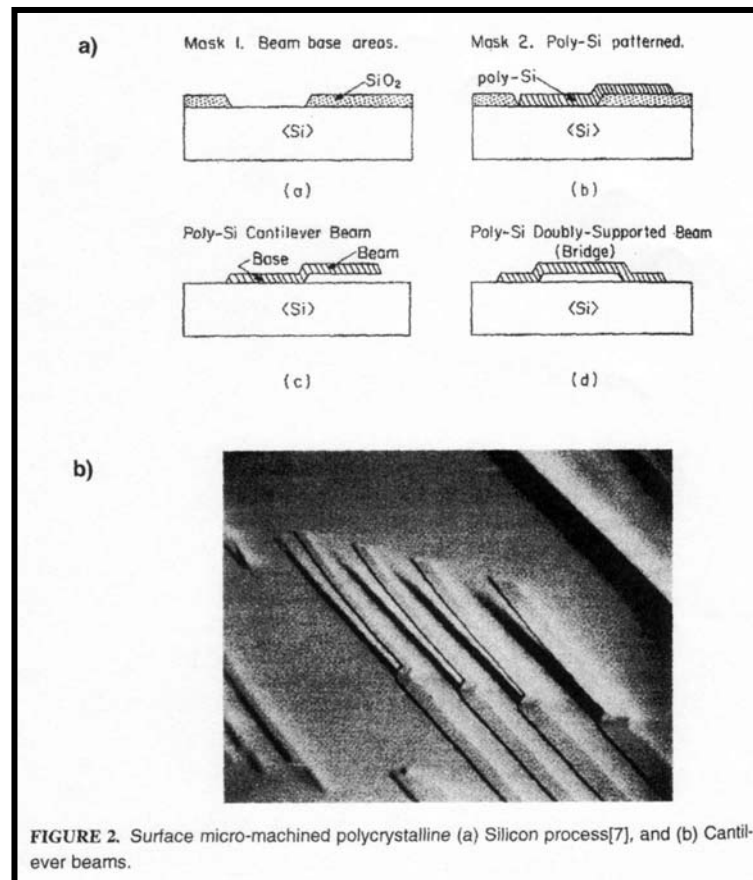 a)
Mask 1. Beam base areas.
Mask 2. Poly-Si patterned.
SiO₂
poly-Si
⟨Si⟩
⟨Si⟩
(a)
(b)
Poly-Si Cantilever Beam
Poly-Si Doubly-Supported Beam
(Bridge)
Base
Beam
⟨Si⟩
⟨Si⟩
(c)
(d)
b)
FIGURE 2. Surface micro-machined polycrystalline (a) Silicon process[7], and (b) Cantil-
ever beams.